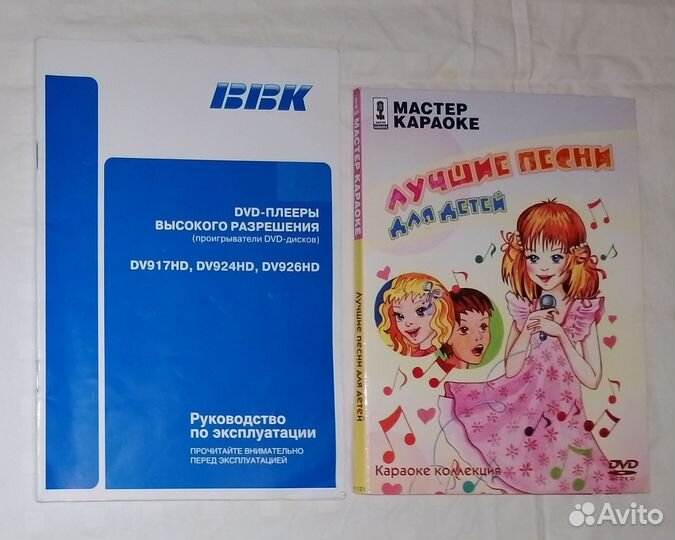 BBK
DVD-ПЛЕЕРЫ
ВЫСОКОГО РАЗРЕШЕНИЯ
(проигрыватели DVD-дисков)
DV917HD, DV924HD, DV926HD
Руководство
по эксплуатации
ПРОЧИТАЙТЕ ВНИМАТЕЛЬНО
ПЕРЕД ЭКСПЛУАТАЦИЕЙ
МАСТЕР КАРАОКЕ
ЛУЧШИЕ ПЕСНИ ДЛЯ ДЕТЕЙ
МАСТЕР
КАРАОКЕ
ЛУЧШИЕ ПЕСНИ
ДЛЯ ДЕТЕЙ
Караоке коллекция
DVD
VIDEO
Avito